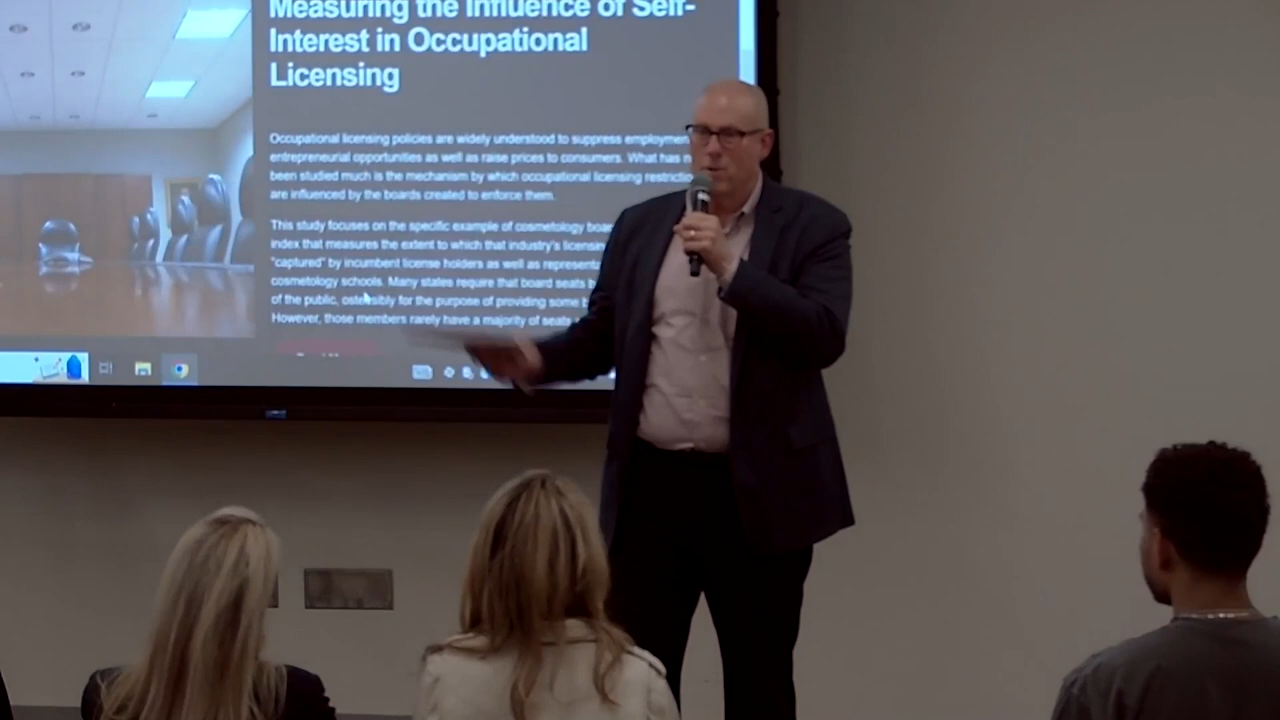 Measuring the Influence of Self-
Interest in Occupational
Licensing
Occupational licensing policies are widely understood to suppress employmen
entrepreneurial opportunities as well as raise prices to consumers. What has n
been studied much is the mechanism by which occupational licensing restrictio
are influenced by the boards created to enforce them.
This study focuses on the specific example of cosmetology boar
index that measures the extent to which that industry's licensin
"captured" by incumbent license holders as well as representa
cosmetology schools. Many states require that board seats b
of the public, ostensibly for the purpose of providing some b
However, those members rarely have a majority of seats